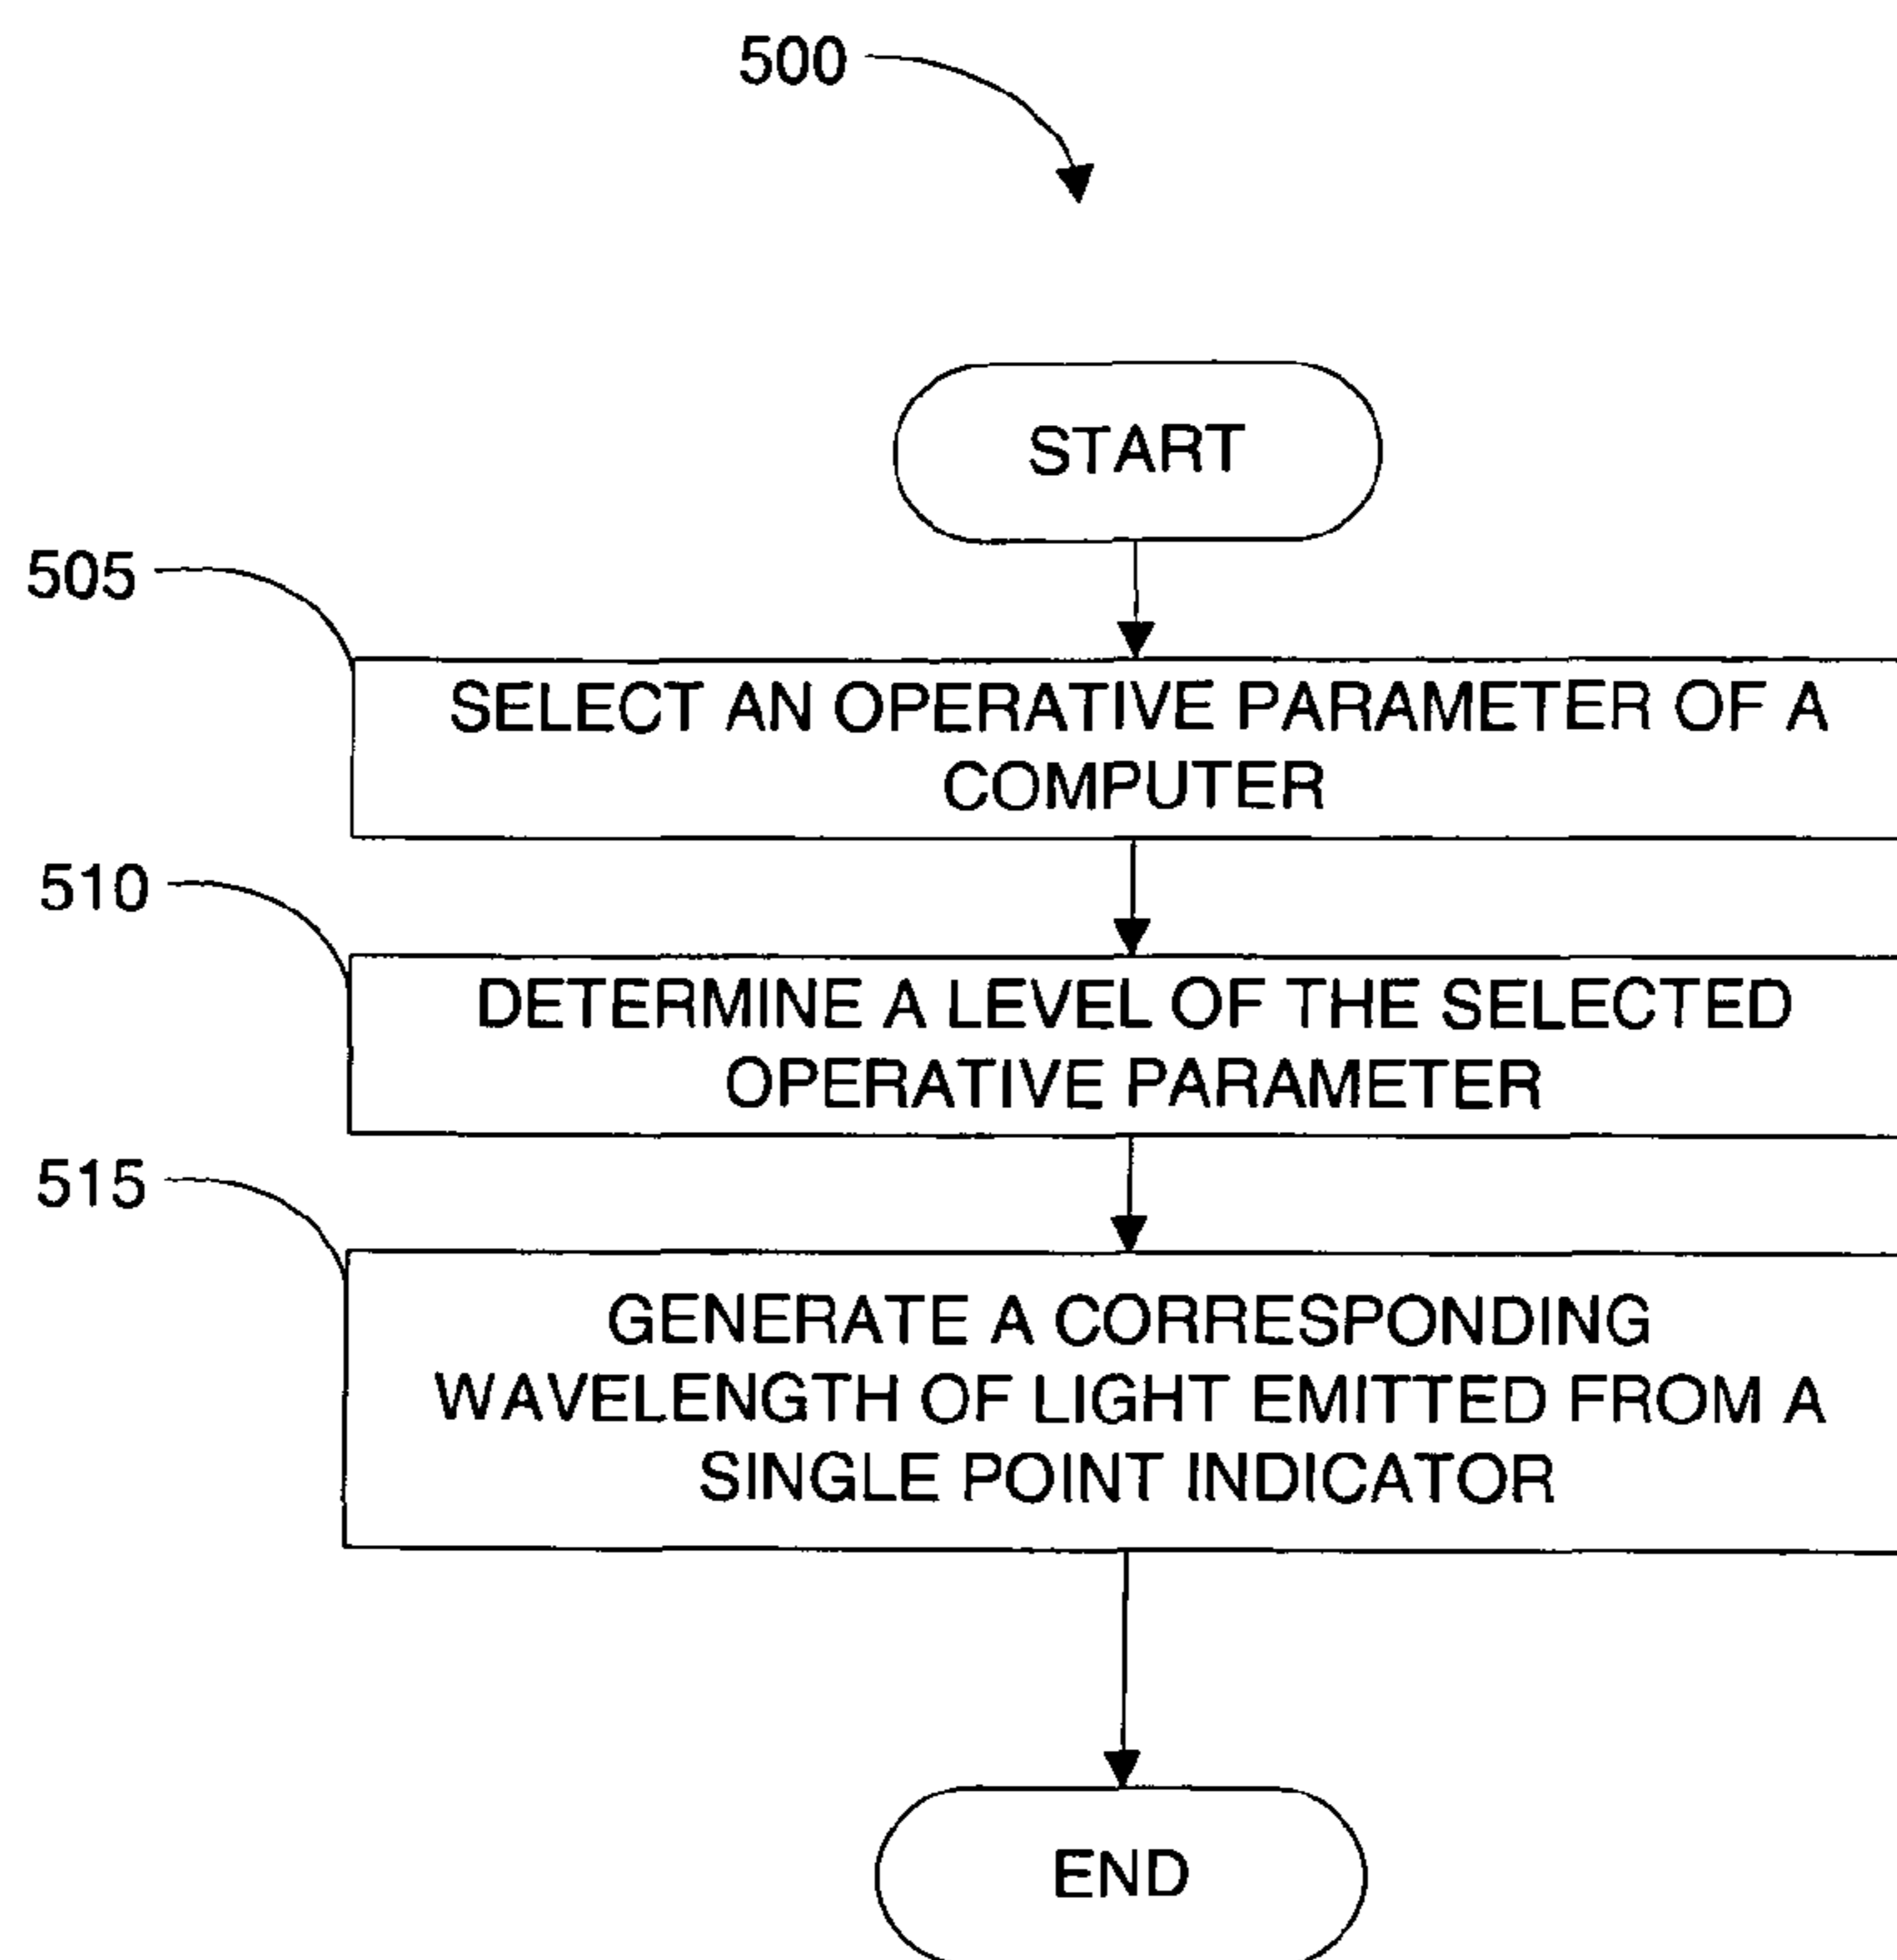 500
START
505
SELECT AN OPERATIVE PARAMETER OF A
COMPUTER
510
DETERMINE A LEVEL OF THE SELECTED
OPERATIVE PARAMETER
515
GENERATE A CORRESPONDING
WAVELENGTH OF LIGHT EMITTED FROM A
SINGLE POINT INDICATOR
END